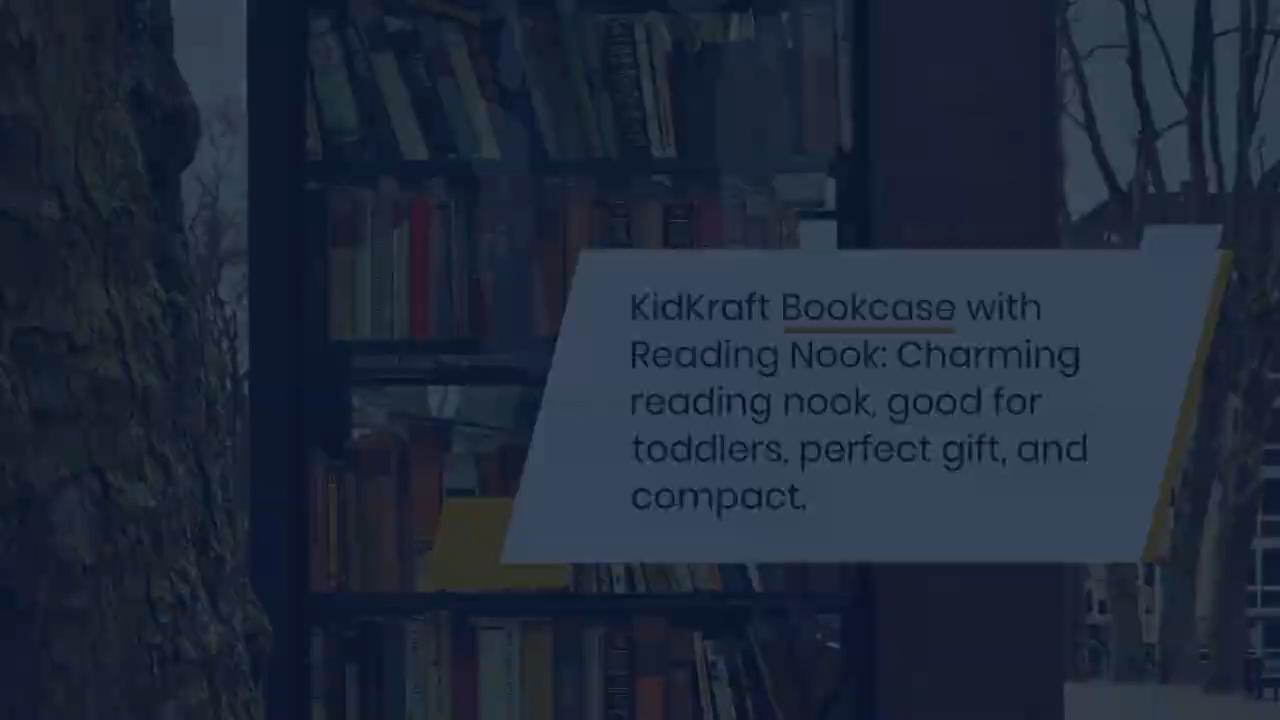 KidKraft Bookcase with
Reading Nook: Charming
reading nook, good for
toddlers, perfect gift, and
compact.